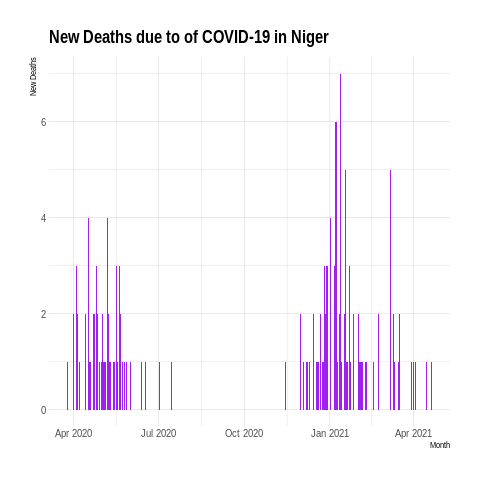 New Deaths due to of COVID-19 in Niger
New Deaths
6
4
2
0
Apr 2020 Jul 2020 Oct 2020 Jan 2021 Apr 2021
Month